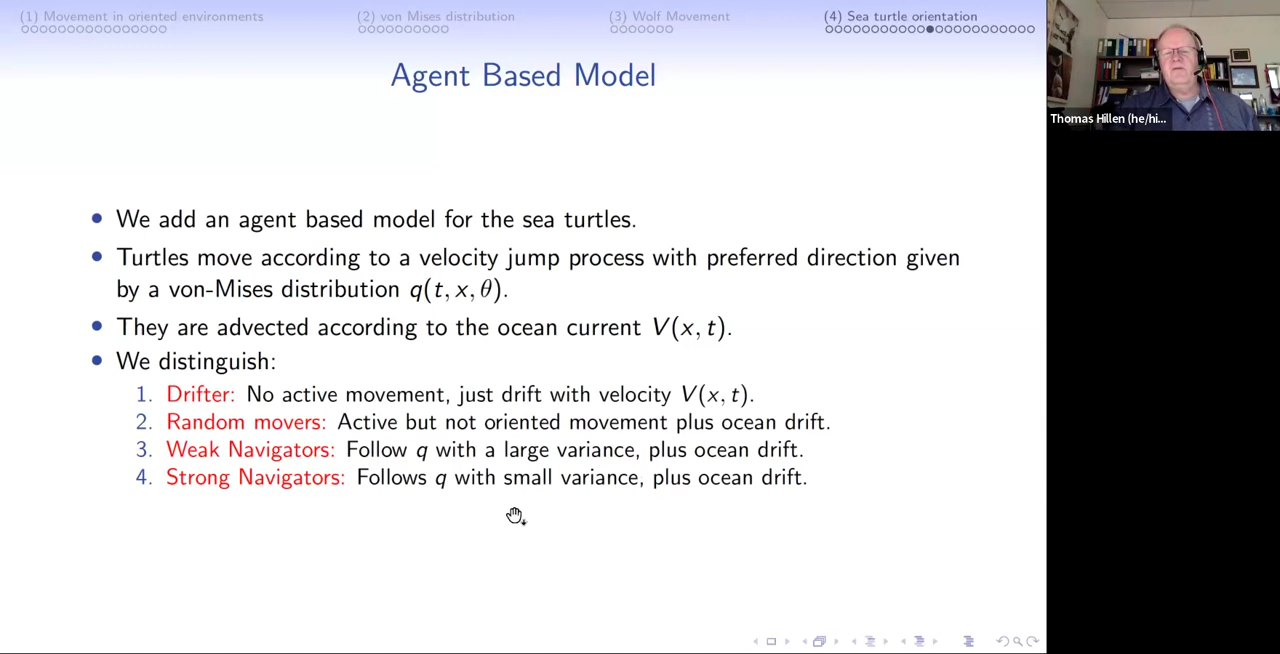 (1) Movement in oriented environments
(2) von Mises distribution
(3) Wolf Movement
(4) Sea turtle orientation
Agent Based Model
Thomas Hillen (he/hi...
• We add an agent based model for the sea turtles.
• Turtles move according to a velocity jump process with preferred direction given
by a von-Mises distribution q(t, x, θ).
• They are advected according to the ocean current V(x, t).
• We distinguish:
1. Drifter: No active movement, just drift with velocity V(x, t).
2. Random movers: Active but not oriented movement plus ocean drift.
3. Weak Navigators: Follow q with a large variance, plus ocean drift.
4. Strong Navigators: Follows q with small variance, plus ocean drift.